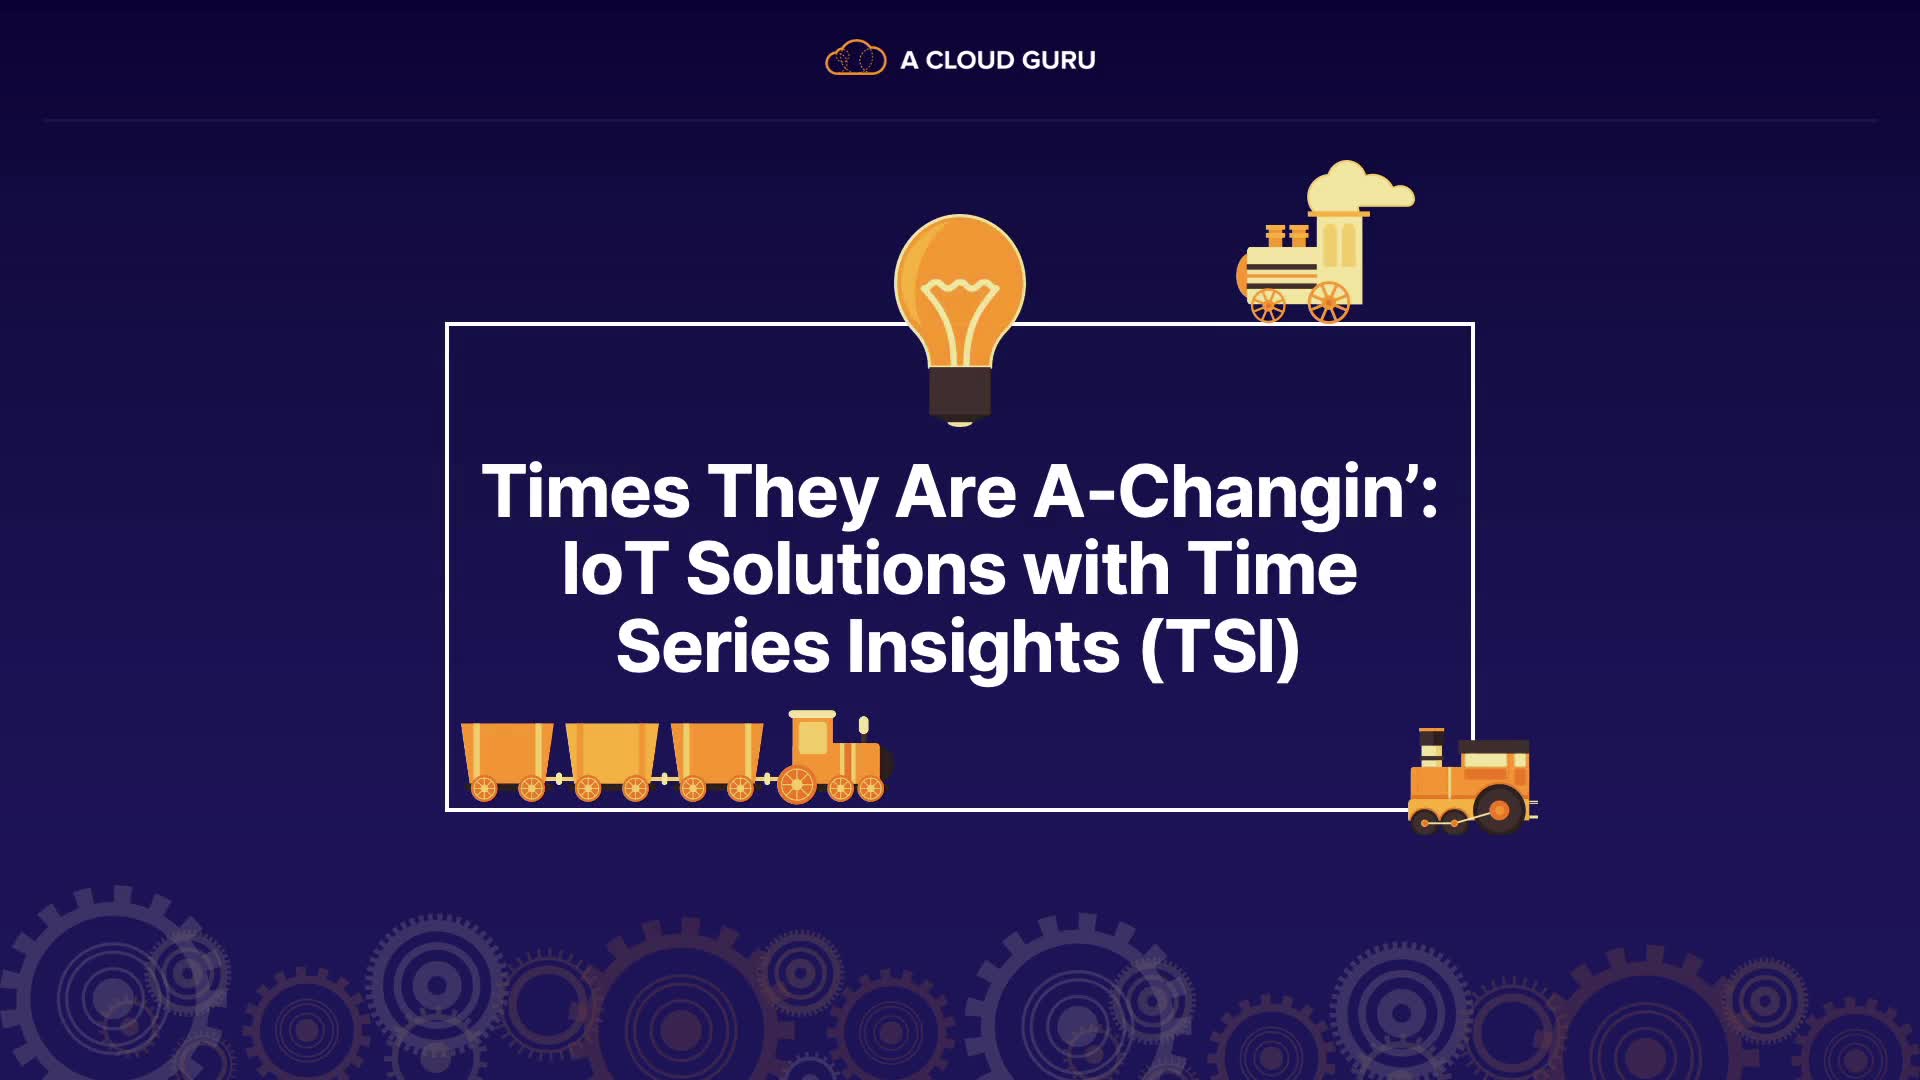 A CLOUD GURU
Times They Are A-Changin’:
IoT Solutions with Time
Series Insights (TSI)